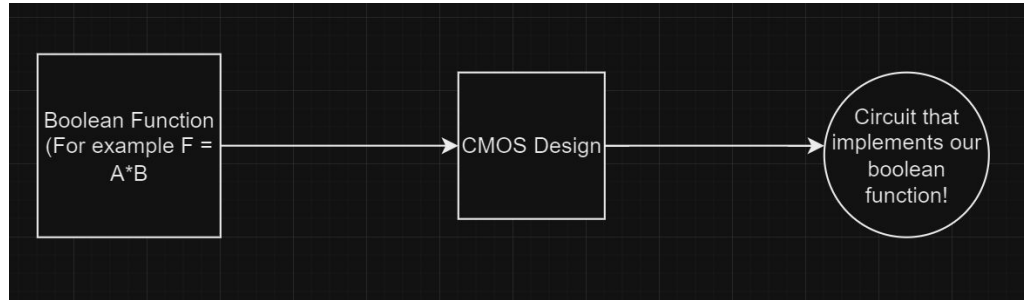 Boolean Function
(For example F =
A*B
CMOS Design
Circuit that
implements our
boolean
function!